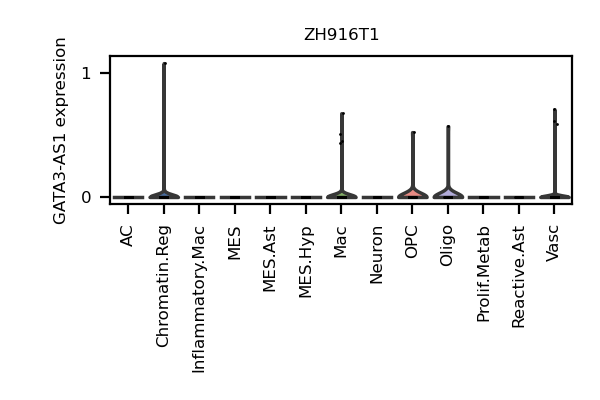 ZH916T1
GATA3-AS1 expression
1
0
AC
Chromatin.Reg
Inflammatory.Mac
MES
MES.Ast
MES.Hyp
Mac
Neuron
OPC
Oligo
Prolif.Metab
Reactive.Ast
Vasc